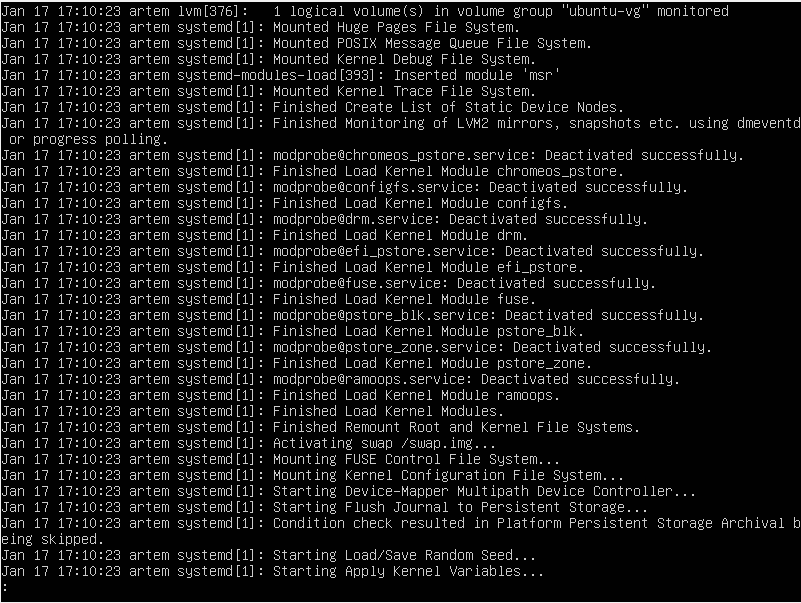 Jan 17 17:10:23 artem lvm[376]:   1 logical volume(s) in volume group "ubuntu-vg" monitored
Jan 17 17:10:23 artem systemd[1]: Mounted Huge Pages File System.
Jan 17 17:10:23 artem systemd[1]: Mounted POSIX Message Queue File System.
Jan 17 17:10:23 artem systemd[1]: Mounted Kernel Debug File System.
Jan 17 17:10:23 artem systemd-modules-load[393]: Inserted module 'msr'
Jan 17 17:10:23 artem systemd[1]: Mounted Kernel Trace File System.
Jan 17 17:10:23 artem systemd[1]: Finished Create List of Static Device Nodes.
Jan 17 17:10:23 artem systemd[1]: Finished Monitoring of LVM2 mirrors, snapshots etc. using dmeventd
 or progress polling.
Jan 17 17:10:23 artem systemd[1]: modprobe@chromeos_pstore.service: Deactivated successfully.
Jan 17 17:10:23 artem systemd[1]: Finished Load Kernel Module chromeos_pstore.
Jan 17 17:10:23 artem systemd[1]: modprobe@configfs.service: Deactivated successfully.
Jan 17 17:10:23 artem systemd[1]: Finished Load Kernel Module configfs.
Jan 17 17:10:23 artem systemd[1]: modprobe@drm.service: Deactivated successfully.
Jan 17 17:10:23 artem systemd[1]: Finished Load Kernel Module drm.
Jan 17 17:10:23 artem systemd[1]: modprobe@efi_pstore.service: Deactivated successfully.
Jan 17 17:10:23 artem systemd[1]: Finished Load Kernel Module efi_pstore.
Jan 17 17:10:23 artem systemd[1]: modprobe@fuse.service: Deactivated successfully.
Jan 17 17:10:23 artem systemd[1]: Finished Load Kernel Module fuse.
Jan 17 17:10:23 artem systemd[1]: modprobe@pstore_blk.service: Deactivated successfully.
Jan 17 17:10:23 artem systemd[1]: Finished Load Kernel Module pstore_blk.
Jan 17 17:10:23 artem systemd[1]: modprobe@pstore_zone.service: Deactivated successfully.
Jan 17 17:10:23 artem systemd[1]: Finished Load Kernel Module pstore_zone.
Jan 17 17:10:23 artem systemd[1]: modprobe@ramoops.service: Deactivated successfully.
Jan 17 17:10:23 artem systemd[1]: Finished Load Kernel Module ramoops.
Jan 17 17:10:23 artem systemd[1]: Finished Load Kernel Modules.
Jan 17 17:10:23 artem systemd[1]: Finished Remount Root and Kernel File Systems.
Jan 17 17:10:23 artem systemd[1]: Activating swap /swap.img...
Jan 17 17:10:23 artem systemd[1]: Mounting FUSE Control File System...
Jan 17 17:10:23 artem systemd[1]: Mounting Kernel Configuration File System...
Jan 17 17:10:23 artem systemd[1]: Starting Device-Mapper Multipath Device Controller...
Jan 17 17:10:23 artem systemd[1]: Starting Flush Journal to Persistent Storage...
Jan 17 17:10:23 artem systemd[1]: Condition check resulted in Platform Persistent Storage Archival b
eing skipped.
Jan 17 17:10:23 artem systemd[1]: Starting Load/Save Random Seed...
Jan 17 17:10:23 artem systemd[1]: Starting Apply Kernel Variables...
: